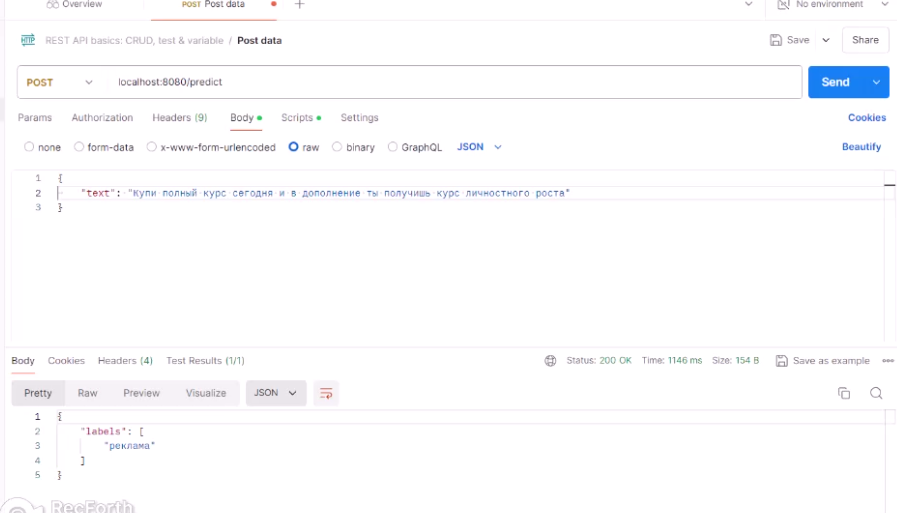 Overview POST Post data + No environment
HTTP REST API basics: CRUD, test & variable / Post data Save Share
POST localhost:8080/predict Send
Params Authorization Headers (9) Body Scripts Settings Cookies
none form-data x-www-form-urlencoded raw binary GraphQL JSON Beautify
1 {
2 "text": "Купи полный курс сегодня и в дополнение ты получишь курс личностного роста"
3 }
Body Cookies Headers (4) Test Results (1/1) Status: 200 OK Time: 1146 ms Size: 154 B Save as example
Pretty Raw Preview Visualize JSON
1 {
2 "labels": [
3 "реклама"
4 ]
5 }
RecForth